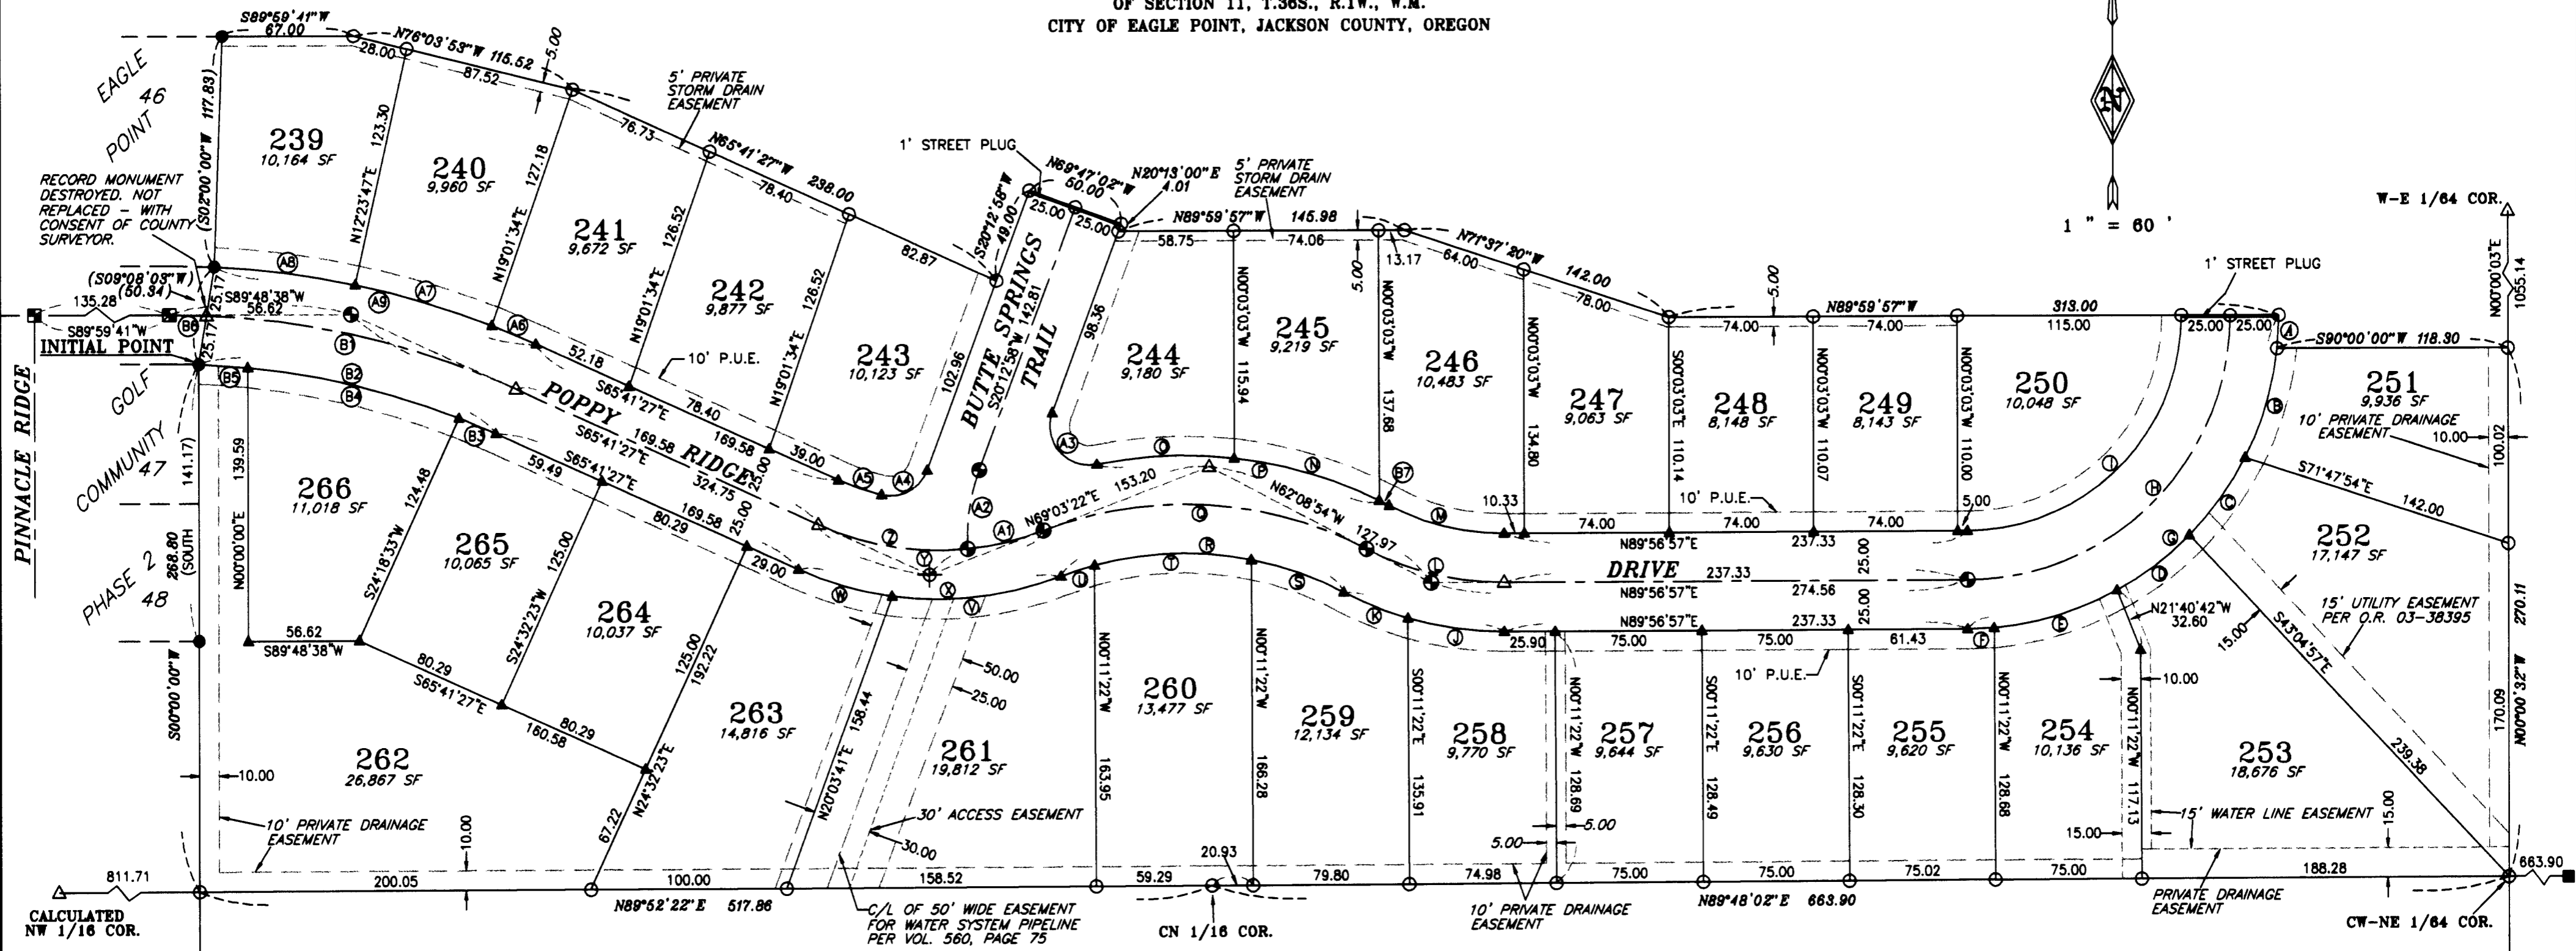 OF SECTION 11, T.36S., R.1W., W.M.
CITY OF EAGLE POINT, JACKSON COUNTY, OREGON
1 " = 60 '
N
S89°59'41"W
67.00
N76°03'53"W 115.52
28.00
87.52
5.00
5' PRIVATE
STORM DRAIN
EASEMENT
76.73
N65°41'27"W 238.00
78.40
82.87
EAGLE
46
POINT
(S02°00'00"W 117.83)
239
10,164 SF
N12°23'47"E 123.30
240
9,960 SF
N19°01'34"E 127.18
241
9,672 SF
N19°01'34"E 126.52
242
9,877 SF
N19°01'34"E 126.52
243
10,123 SF
102.96
RECORD MONUMENT
DESTROYED. NOT
REPLACED - WITH
CONSENT OF COUNTY
SURVEYOR.
(S09°08'03"W)
(50.34)
25.17
25.17
135.28
S89°59'41"W
S89°48'38"W
56.62
INITIAL POINT
PINNACLE RIDGE
GOLF
COMMUNITY
47
PHASE 2
48
141.17)
268.80
(SOUTH
S00°00'00"W
A8
A9
A7
A6
B6
B1
B2
B5
B4
B3
52.18
S65°41'27"E
78.40
169.58
39.00
10' P.U.E.
A5
A4
POPPY RIDGE
S65°41'27"E
169.58
324.75
25.00
25.00
59.49
S65°41'27"E
169.58
80.29
29.00
1' STREET PLUG
N69°47'02"W
50.00
25.00
25.00
N20°13'00"E
4.01
S20°12'58"W
49.00
BUTTE SPRINGS
TRAIL
S20°12'58"W 142.81
98.36
5' PRIVATE
STORM DRAIN
EASEMENT
N89°59'57"W 145.98
58.75
74.06
5.00
13.17
N71°37'20"W 142.00
64.00
78.00
244
9,180 SF
N00°03'03"W 115.94
245
9,219 SF
N00°03'03"W 137.68
246
10,483 SF
N00°03'03"W 134.80
247
9,063 SF
S00°03'03"E 110.14
248
8,148 SF
N00°03'03"W 110.07
249
8,143 SF
N00°03'03"W 110.00
250
10,048 SF
5.00
N89°59'57"W 313.00
74.00
74.00
115.00
25.00
25.00
1' STREET PLUG
A
S90°00'00"W 118.30
W-E 1/64 COR.
N00°00'03"E
1055.14
251
9,936 SF
10' PRIVATE DRAINAGE
EASEMENT
10.00
100.02
S71°47'54"E
142.00
252
17,147 SF
15' UTILITY EASEMENT
PER O.R. 03-38395
15.00
S43°04'57"E
239.38
270.11
N00°00'32"W
170.09
A3
O
P
N
B7
M
A2
A1
N69°03'22"E
153.20
N62°08'54"W
127.97
Q
R
L
Z
Y
X
W
V
U
T
S
K
J
10.33
10' P.U.E.
5.00
74.00
74.00
74.00
N89°56'57"E
237.33
25.00
DRIVE
237.33
N89°56'57"E
274.56
25.00
N89°56'57"E
237.33
25.90
75.00
75.00
61.43
10' P.U.E.
I
H
B
C
G
D
E
F
N21°40'42"W
32.60
10.00
266
11,018 SF
N00°00'00"E 139.59
S24°18'33"W 124.48
265
10,065 SF
S24°32'23"W 125.00
264
10,037 SF
125.00
192.22
N24°32'23"E
67.22
56.62
S89°48'38"W
80.29
S65°41'27"E
80.29
160.58
262
26,867 SF
10.00
10' PRIVATE DRAINAGE
EASEMENT
10.00
263
14,816 SF
N20°03'41"E 158.44
50.00
25.00
261
19,812 SF
30' ACCESS EASEMENT
30.00
N00°11'22"W 163.95
260
13,477 SF
N00°11'22"W 166.28
259
12,134 SF
S00°11'22"E 135.91
258
9,770 SF
N00°11'22"W 128.69
257
9,644 SF
S00°11'22"E 128.49
256
9,630 SF
S00°11'22"E 128.30
255
9,620 SF
N00°11'22"W 128.68
254
10,136 SF
N00°11'22"W 117.13
253
18,676 SF
15' WATER LINE EASEMENT
15.00
15.00
5.00
5.00
20.93
811.71
200.05
100.00
158.52
59.29
79.80
74.98
75.00
75.00
75.02
75.00
188.28
663.90
N89°52'22"E 517.86
N89°48'02"E 663.90
CALCULATED
NW 1/16 COR.
C/L OF 50' WIDE EASEMENT
FOR WATER SYSTEM PIPELINE
PER VOL. 560, PAGE 75
CN 1/16 COR.
10' PRIVATE DRAINAGE
EASEMENT
PRIVATE DRAINAGE
EASEMENT
CW-NE 1/64 COR.